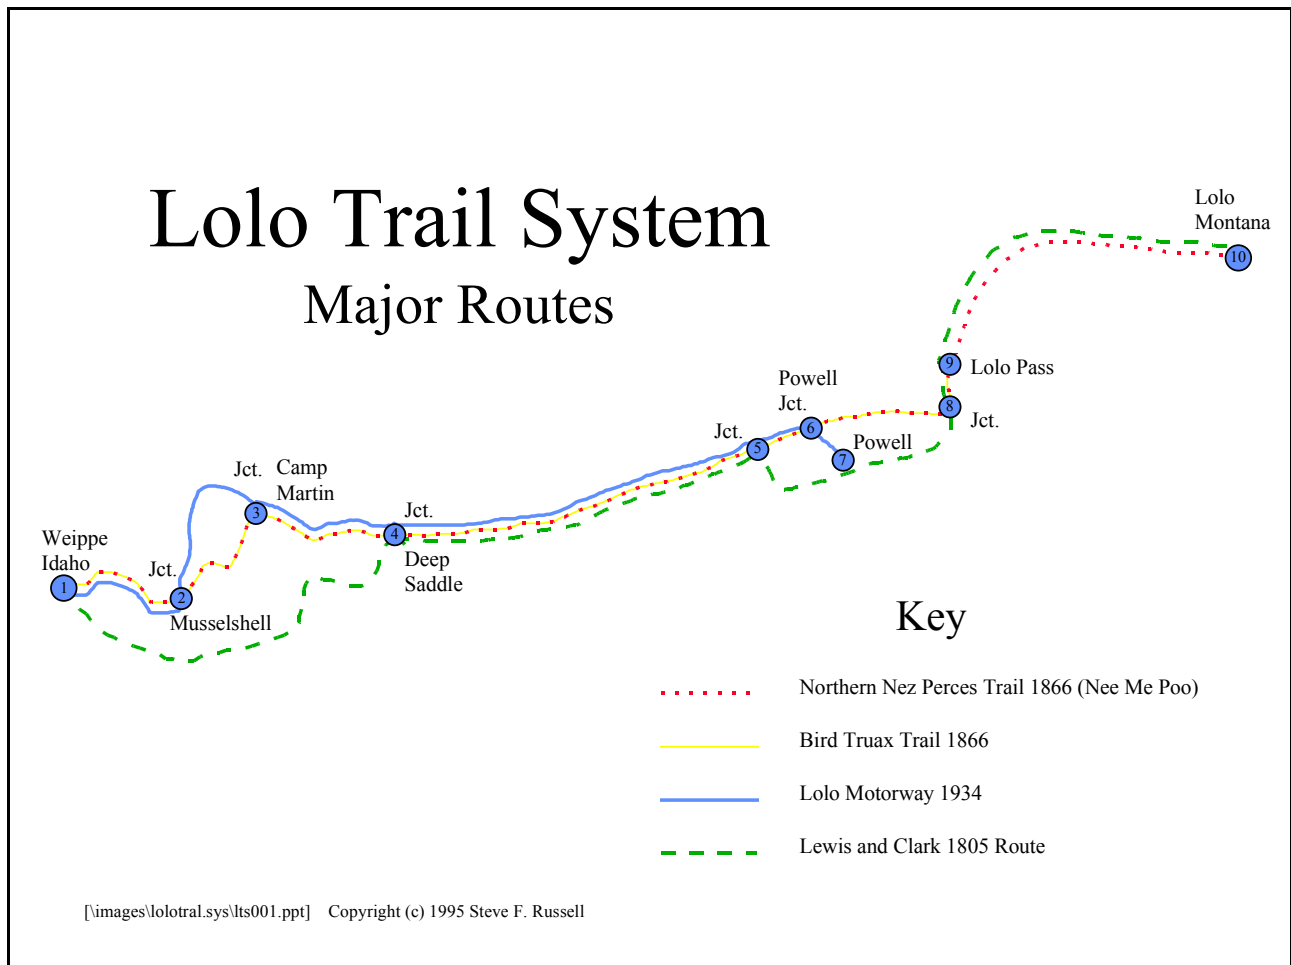 Lolo Trail System
Major Routes
Lolo
Montana
10
9
Lolo Pass
Powell
Jct.
8
Jct.
6
Jct.
5
Powell
7
Jct.
Camp
Martin
3
Jct.
4
Deep
Saddle
Weippe
Idaho
1
Jct.
2
Musselshell
Key
Northern Nez Perces Trail 1866 (Nee Me Poo)
Bird Truax Trail 1866
Lolo Motorway 1934
Lewis and Clark 1805 Route
[\images\lolotral.sys\lts001.ppt] Copyright (c) 1995 Steve F. Russell